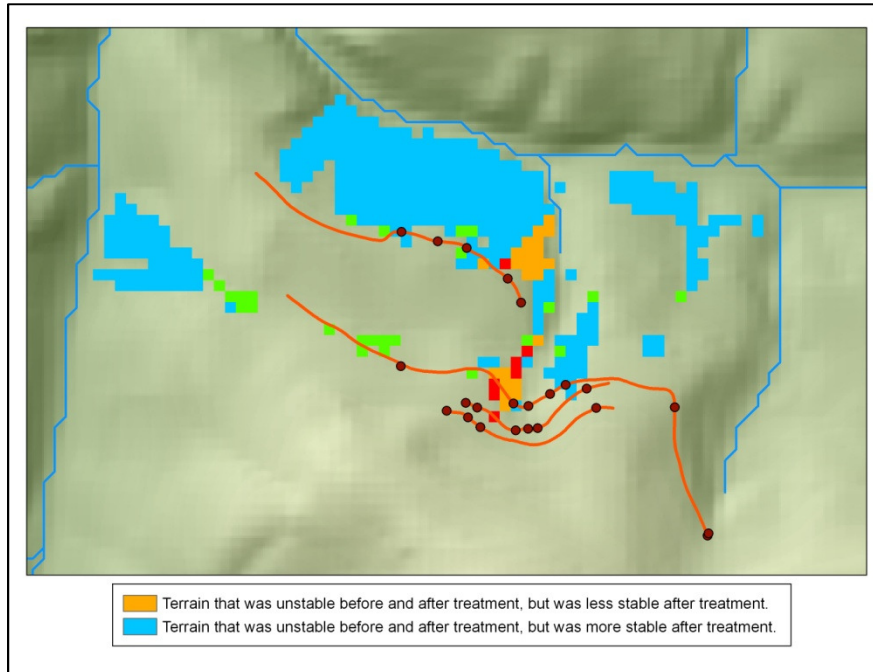 Terrain that was unstable before and after treatment, but was less stable after treatment.
Terrain that was unstable before and after treatment, but was more stable after treatment.